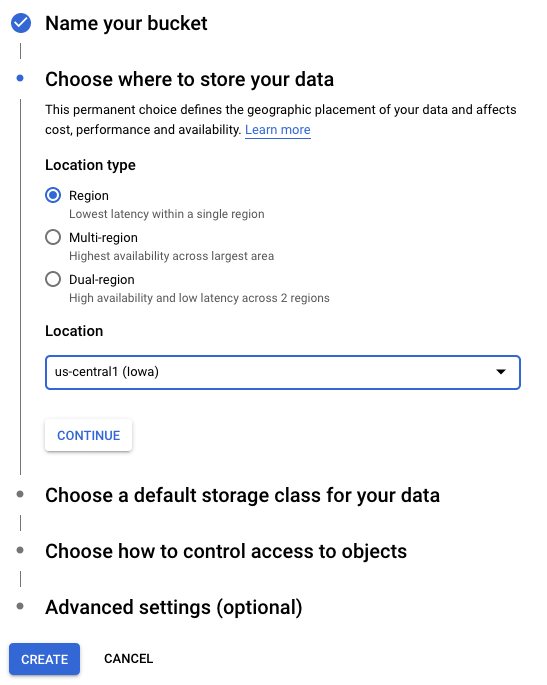 Name your bucket
Choose where to store your data
This permanent choice defines the geographic placement of your data and affects
cost, performance and availability. Learn more
Location type
Region
Lowest latency within a single region
Multi-region
Highest availability across largest area
Dual-region
High availability and low latency across 2 regions
Location
us-central1 (Iowa)
CONTINUE
Choose a default storage class for your data
Choose how to control access to objects
Advanced settings (optional)
CREATE CANCEL